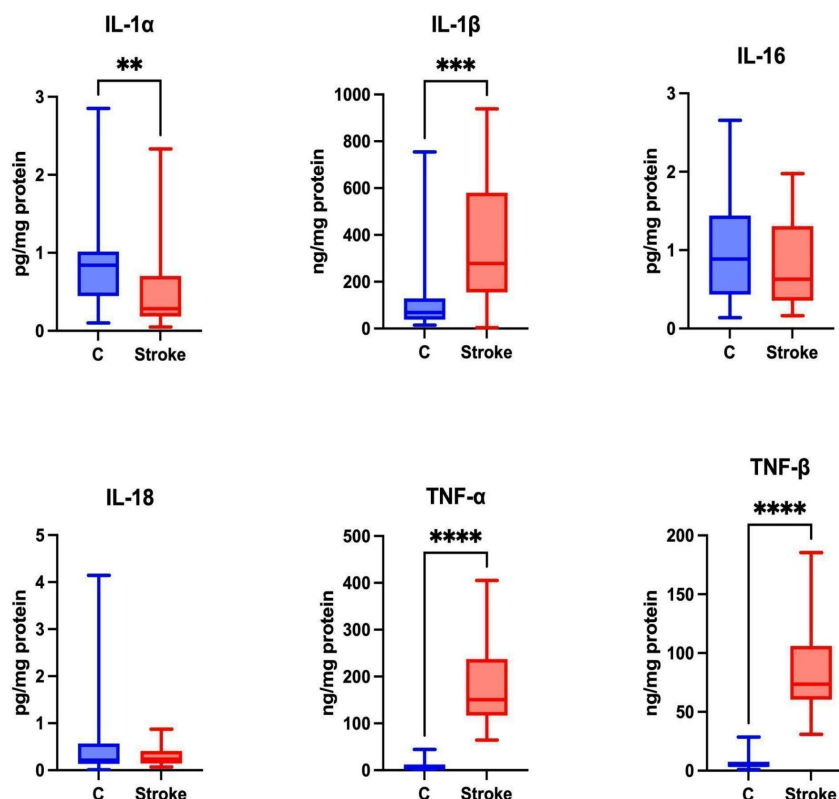 IL-1α
**
pg/mg protein
3
2
1
0
C Stroke
IL-1β
***
ng/mg protein
1000
800
600
400
200
0
C Stroke
IL-16
pg/mg protein
3
2
1
0
C Stroke
IL-18
pg/mg protein
5
4
3
2
1
0
C Stroke
TNF-α
****
ng/mg protein
500
400
300
200
100
0
C Stroke
TNF-β
****
ng/mg protein
200
150
100
50
0
C Stroke